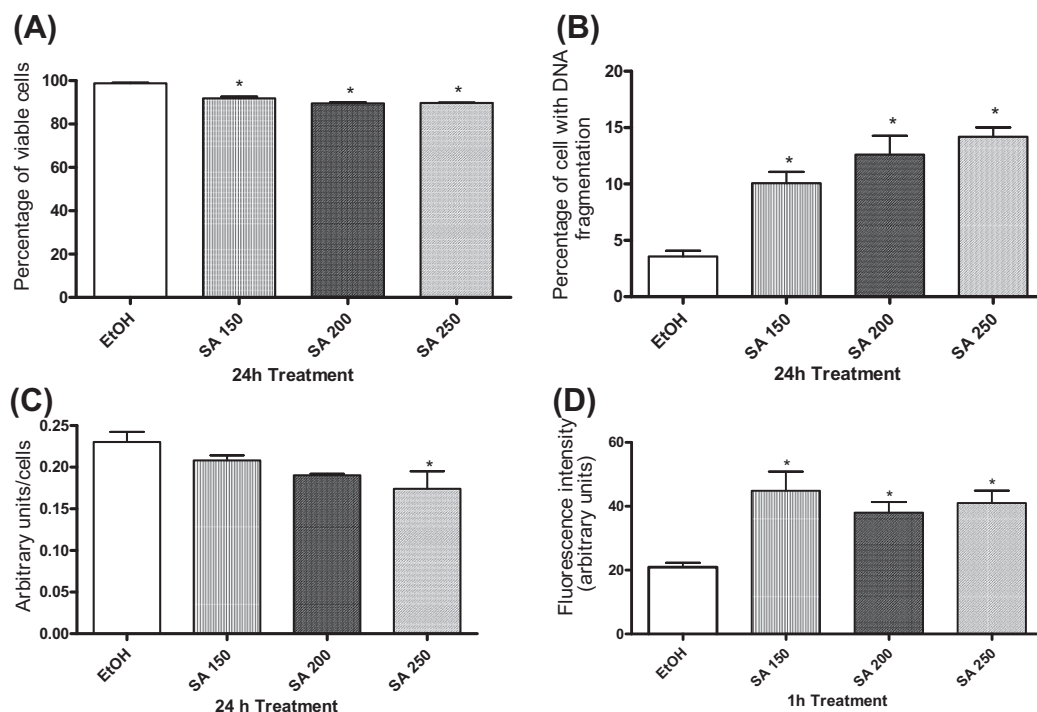 (A)
Percentage of viable cells
100
80
60
40
20
0
*
*
*
EtOH
SA 150
SA 200
SA 250
24h Treatment
(B)
Percentage of cell with DNA
fragmentation
20
15
10
5
0
*
*
*
EtOH
SA 150
SA 200
SA 250
24h Treatment
(C)
Arbitrary units/cells
0.25
0.20
0.15
0.10
0.05
0.00
*
EtOH
SA 150
SA 200
SA 250
24 h Treatment
(D)
Fluorescence intensity
(arbitrary units)
60
40
20
0
*
*
*
EtOH
SA 150
SA 200
SA 250
1h Treatment